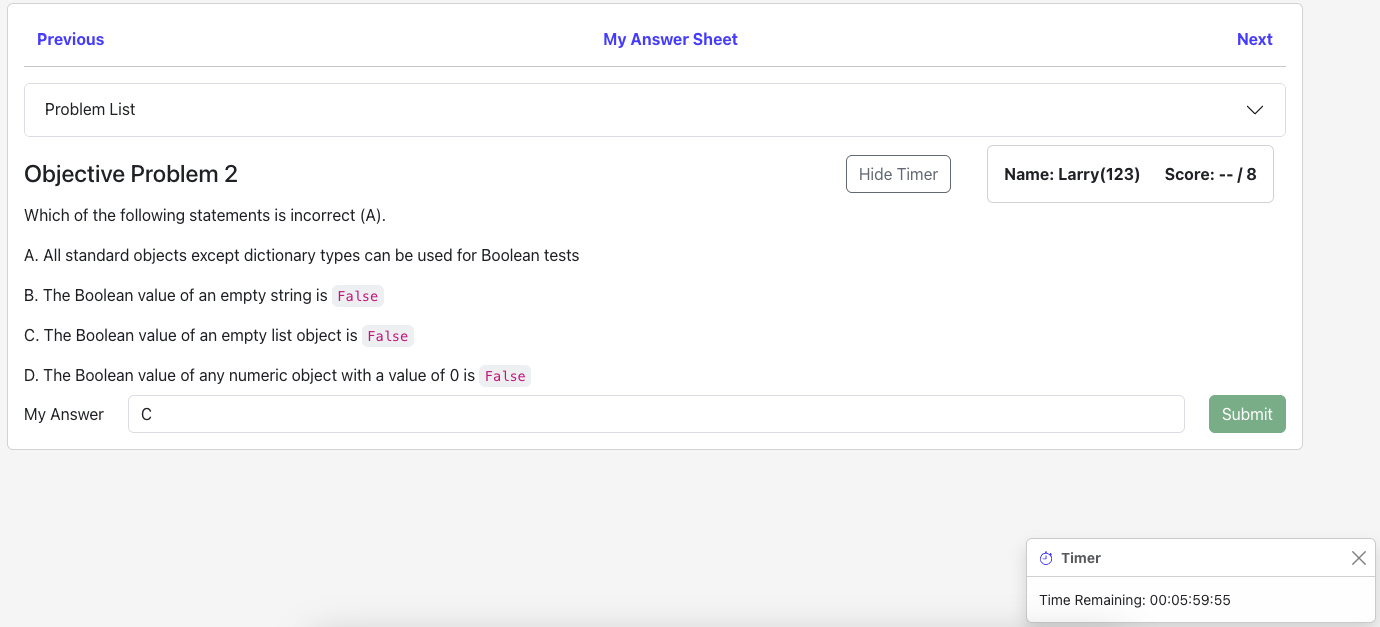 Previous My Answer Sheet Next
Problem List
Objective Problem 2 Hide Timer Name: Larry(123) Score: -- / 8
Which of the following statements is incorrect (A).
A. All standard objects except dictionary types can be used for Boolean tests
B. The Boolean value of an empty string is False
C. The Boolean value of an empty list object is False
D. The Boolean value of any numeric object with a value of 0 is False
My Answer C Submit
Timer
Time Remaining: 00:05:59:55